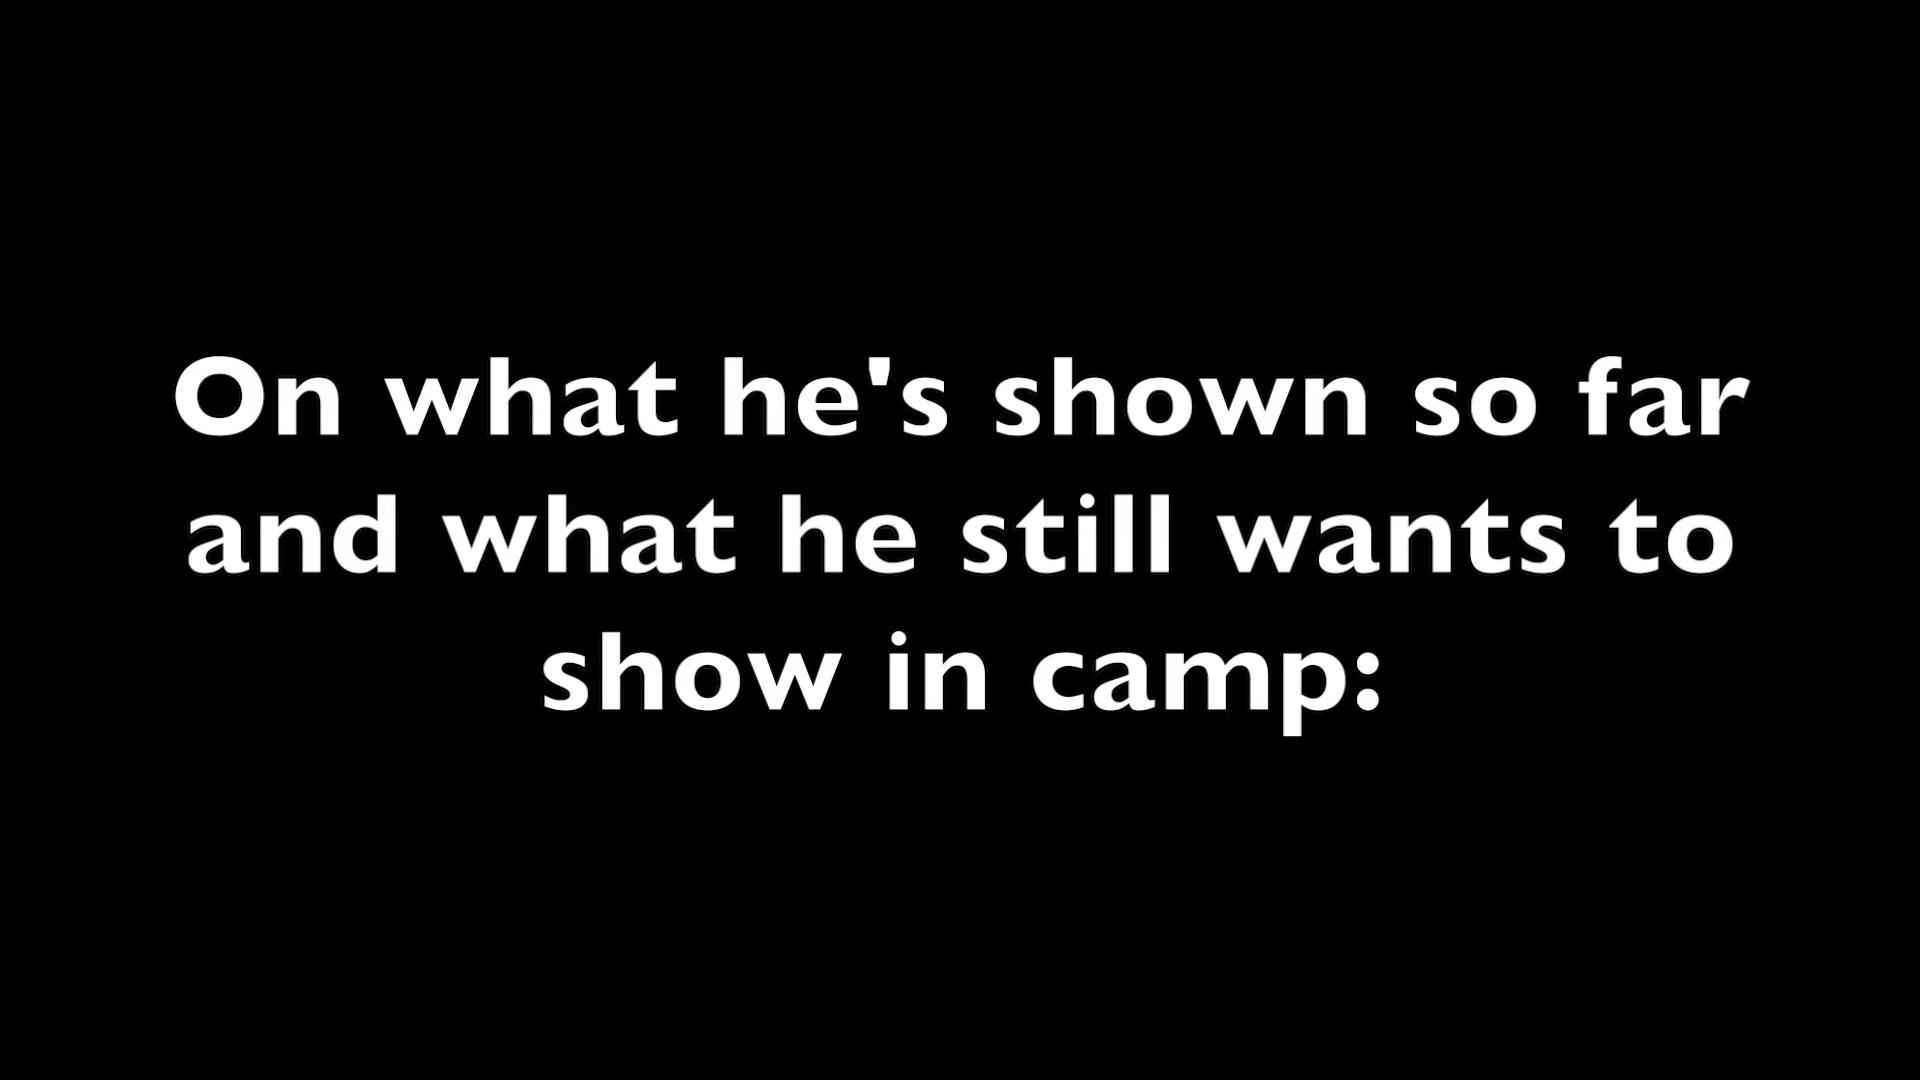 On what he's shown so far
and what he still wants to
show in camp: